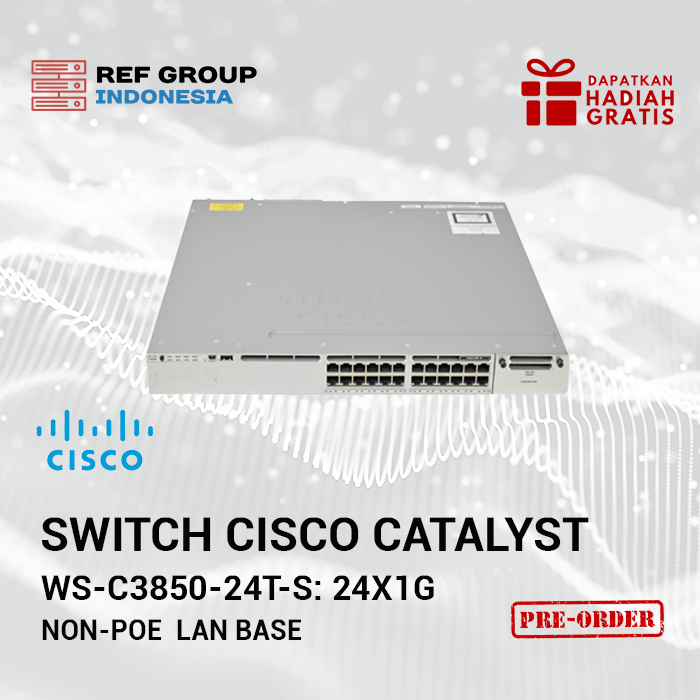 REF GROUP
INDONESIA
DAPATKAN
HADIAH
GRATIS
CISCO
CISCO
SWITCH CISCO CATALYST
WS-C3850-24T-S: 24X1G
NON-POE LAN BASE
PRE-ORDER